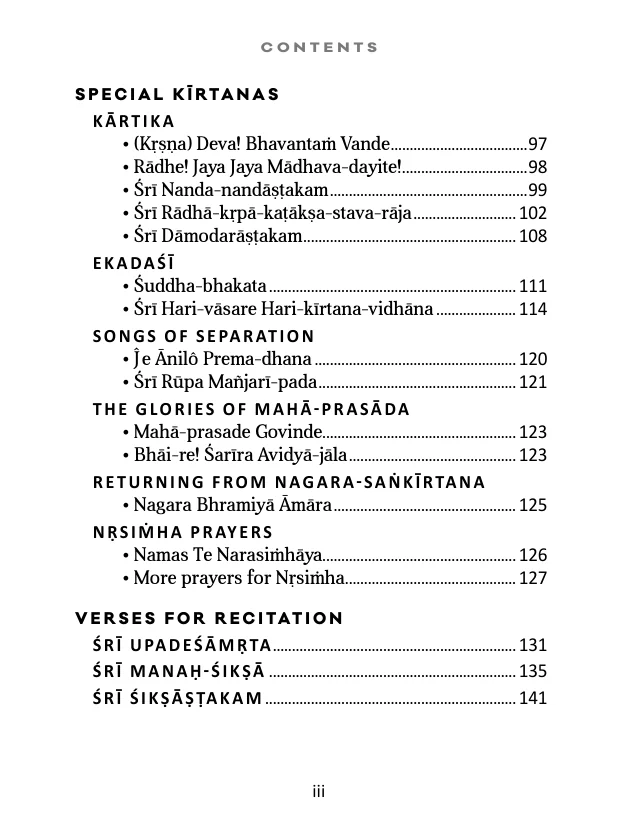 CONTENTS
SPECIAL KĪRTANAS
KĀRTIKA
• (Kṛṣṇa) Deva! Bhavantaṁ Vande....................................97
• Rādhe! Jaya Jaya Mādhava-dayite!.................................98
• Śrī Nanda-nandāṣṭakam....................................................99
• Śrī Rādhā-kṛpā-kaṭākṣa-stava-rāja........................... 102
• Śrī Dāmodarāṣṭakam........................................................ 108
EKADAŚĪ
• Śuddha-bhakata ................................................................. 111
• Śrī Hari-vāsare Hari-kīrtana-vidhāna ..................... 114
SONGS OF SEPARATION
• Ĵe Ānilô Prema-dhana ..................................................... 120
• Śrī Rūpa Mañjarī-pada.................................................... 121
THE GLORIES OF MAHĀ-PRASĀDA
• Mahā-prasade Govinde................................................... 123
• Bhāi-re! Śarīra Avidyā-jāla............................................ 123
RETURNING FROM NAGARA-SAṄKĪRTANA
• Nagara Bhramiyā Āmāra................................................ 125
NṚSIṀHA PRAYERS
• Namas Te Narasiṁhāya................................................... 126
• More prayers for Nṛsiṁha............................................. 127
VERSES FOR RECITATION
ŚRĪ UPADEŚĀMṚTA................................................................ 131
ŚRĪ MANAḤ-ŚIKṢĀ ................................................................. 135
ŚRĪ ŚIKṢĀṢṬAKAM .................................................................. 141
iii